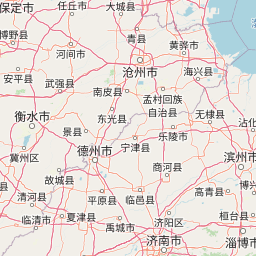 保定市
任丘市
大城县
博野县
青县
黄骅市
河间市
沧州市
安平县
武强县
海兴县
南皮县
孟村回族
自治县
无棣县
衡水市
东光县
沾化
景县
乐陵市
宁津县
冀州区
德州市
滨州市
商河县
故城县
高青县
清河县
平原县
临邑县
桓台县
临清市
夏津县
济阳区
禹城市
济南市
淄博市